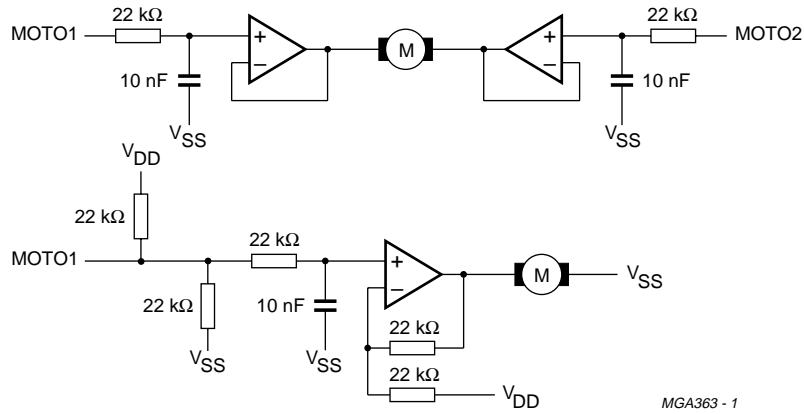 22 kΩ
22 kΩ
MOTO1
+
−
M
+
−
MOTO2
10 nF
10 nF
VSS
VSS
VDD
22 kΩ
MOTO1
22 kΩ
+
−
M
VSS
22 kΩ
10 nF
22 kΩ
VSS
VSS
22 kΩ
VDD
MGA363 - 1